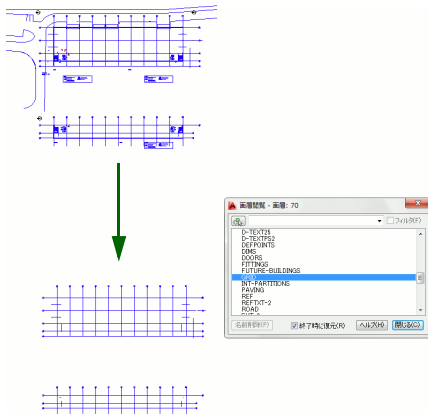 画層閲覧 - 画層: 70
フィルタ(F)
D-TEXT25
D-TEXTPS2
DEFPOINTS
DIMS
DOORS
FITTINGS
FUTURE-BUILDINGS
GRID
INT-PARTITIONS
PAVING
REF
REFTXT-2
ROAD
名前削除(P)
終了時に復元(R)
ヘルプ(H)
閉じる(C)